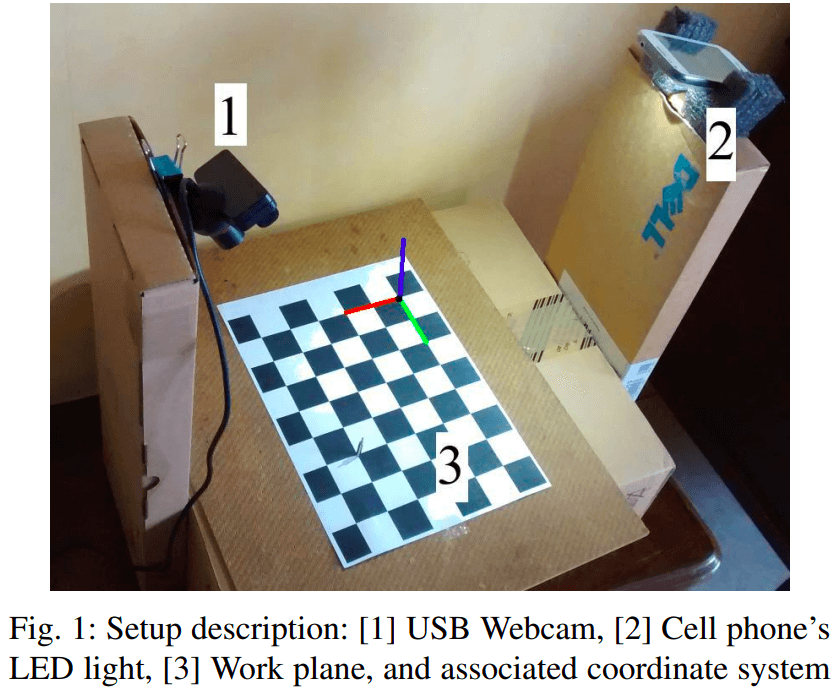 1
2
DELL
3
Fig. 1: Setup description: [1] USB Webcam, [2] Cell phone's
LED light, [3] Work plane, and associated coordinate system